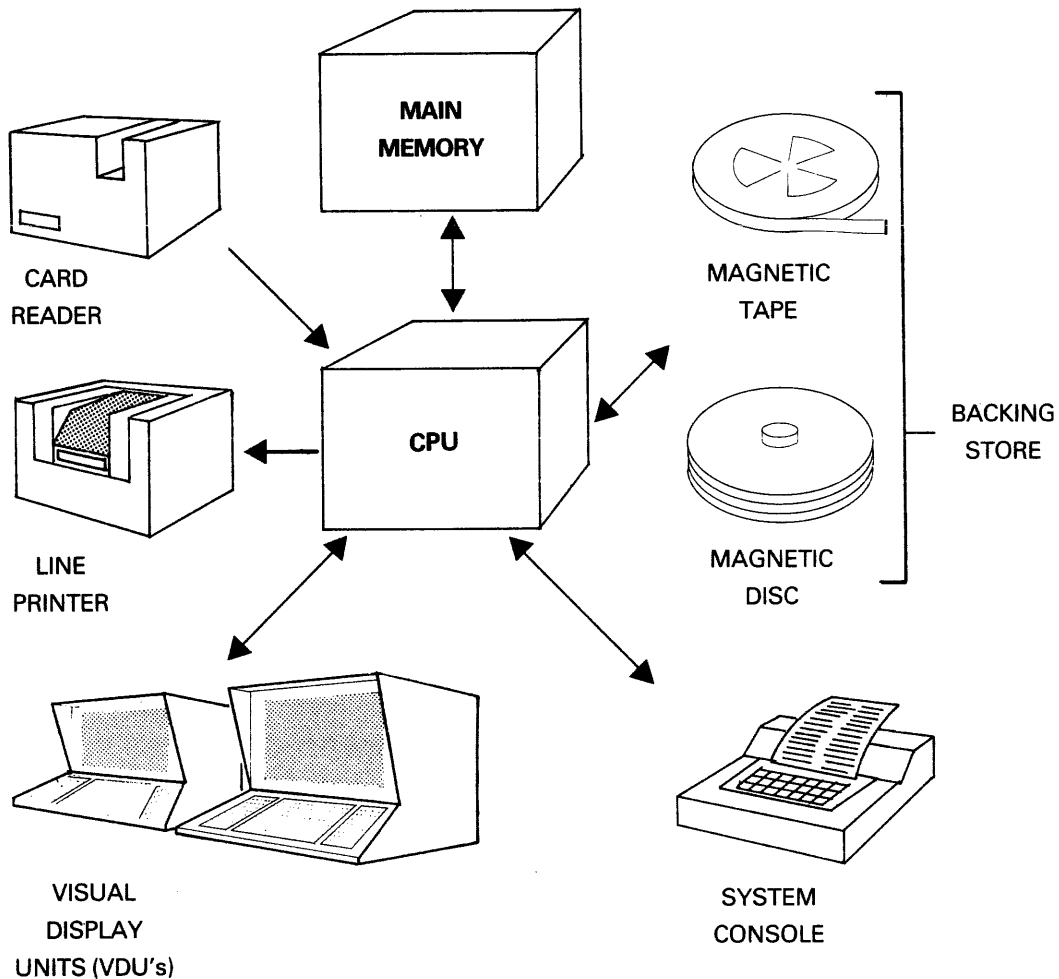 MAIN
MEMORY
CARD
READER
MAGNETIC
TAPE
CPU
BACKING
STORE
LINE
PRINTER
MAGNETIC
DISC
VISUAL
DISPLAY
UNITS (VDU's)
SYSTEM
CONSOLE